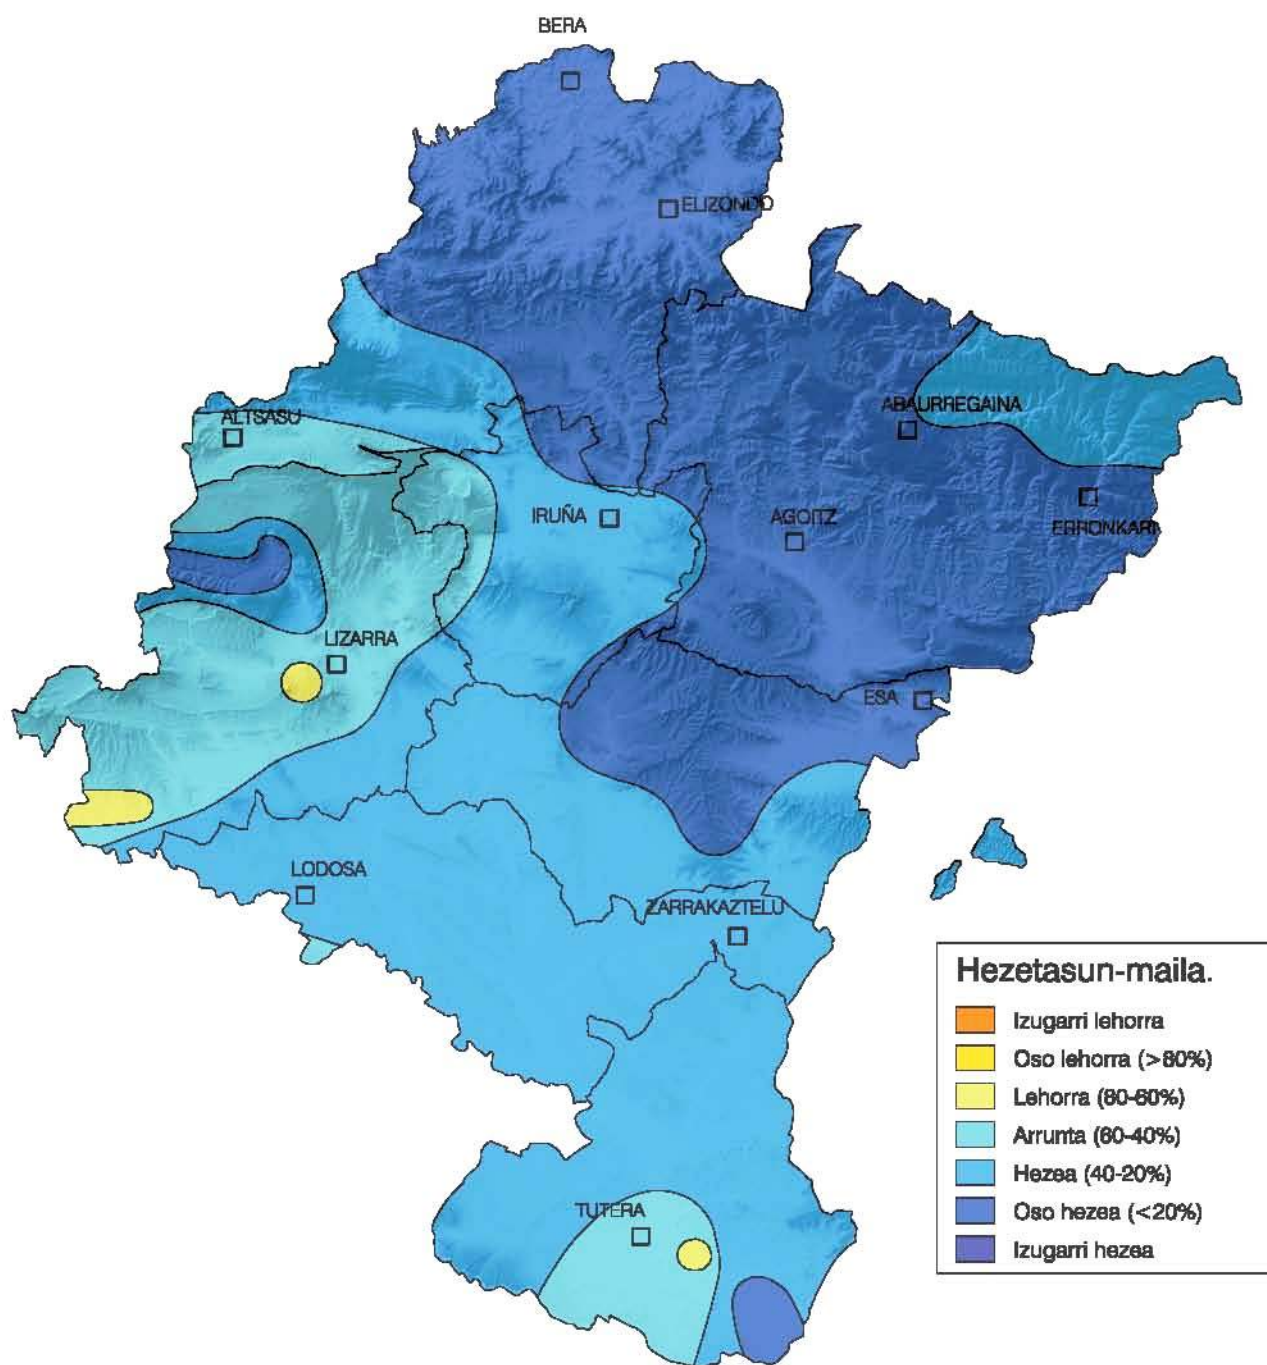 BERA
ELIZONDO
ALTSASU
ABAURREGAINA
IRUÑA
AGOITZ
ERRONKARI
LIZARRA
ESA
LODOSA
ZARRAKAZTELU
TUTERA
Hezetasun-maila.
Izugarri lehorra
Oso lehorra (>80%)
Lehorra (80-60%)
Arrunta (60-40%)
Hezea (40-20%)
Oso hezea (<20%)
Izugarri hezea